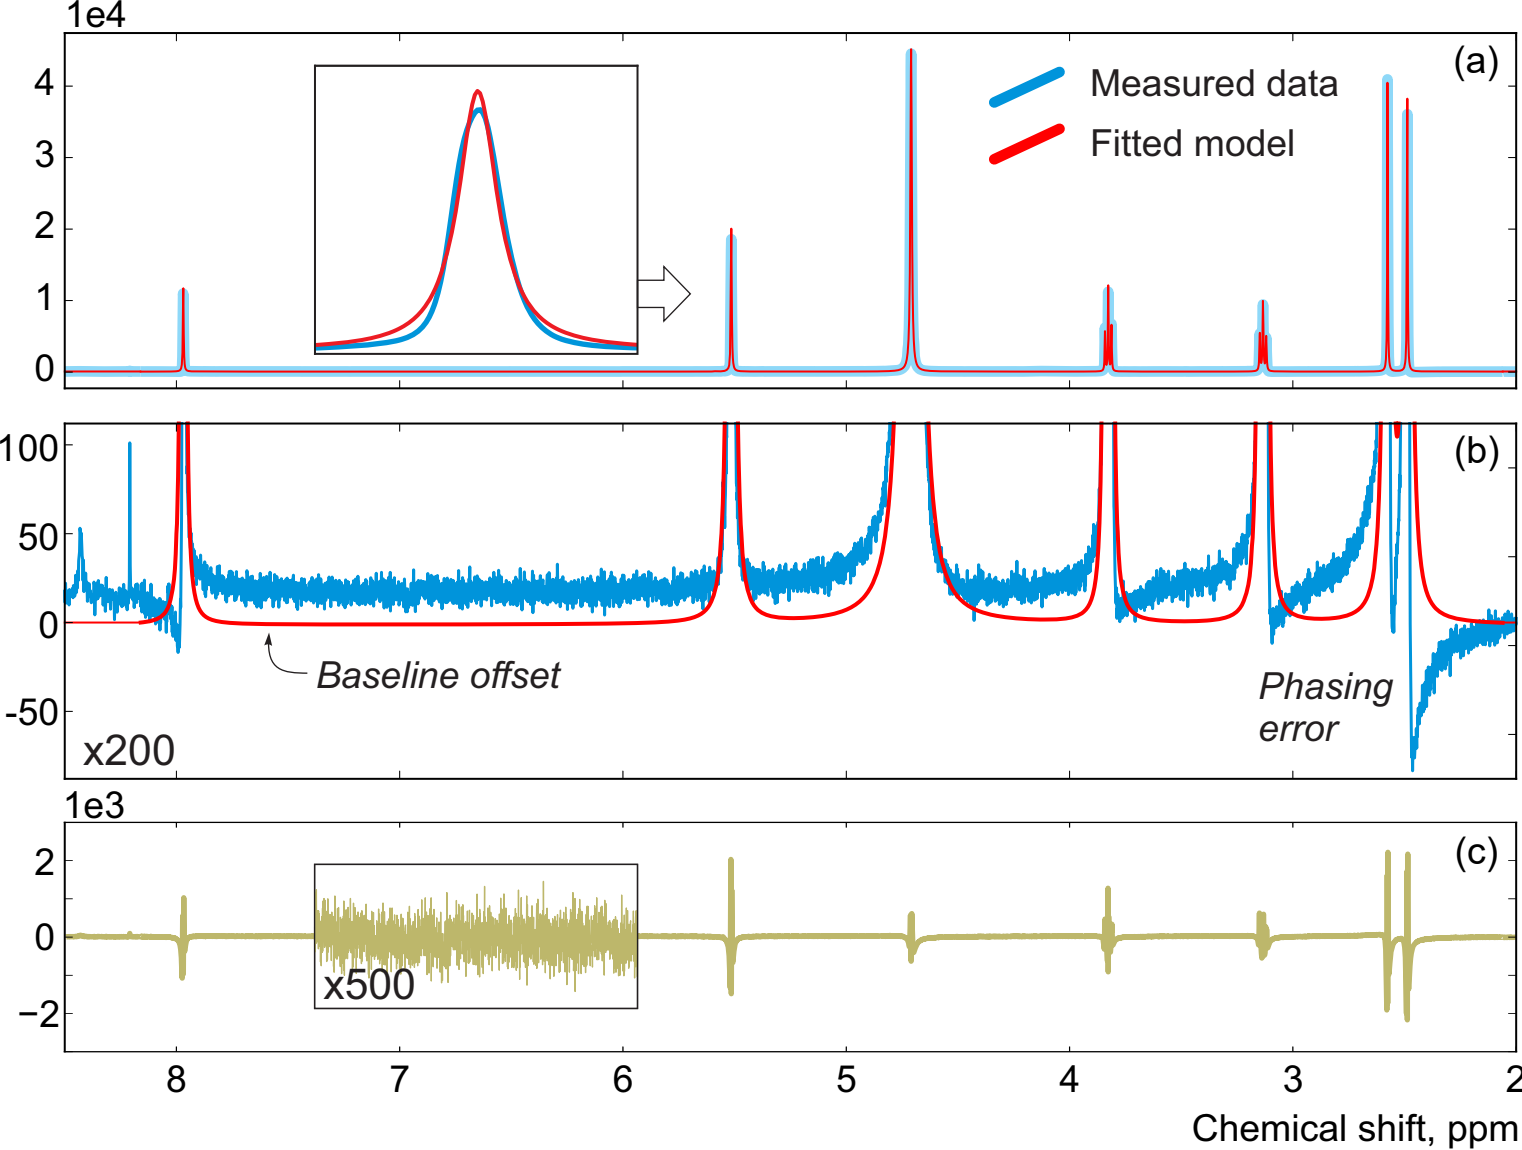 1e4
(a)
4
3
2
1
0
Measured data
Fitted model
(b)
100
50
0
-50
Baseline offset
Phasing
error
x200
1e3
(c)
2
0
−2
x500
8 7 6 5 4 3 2
Chemical shift, ppm